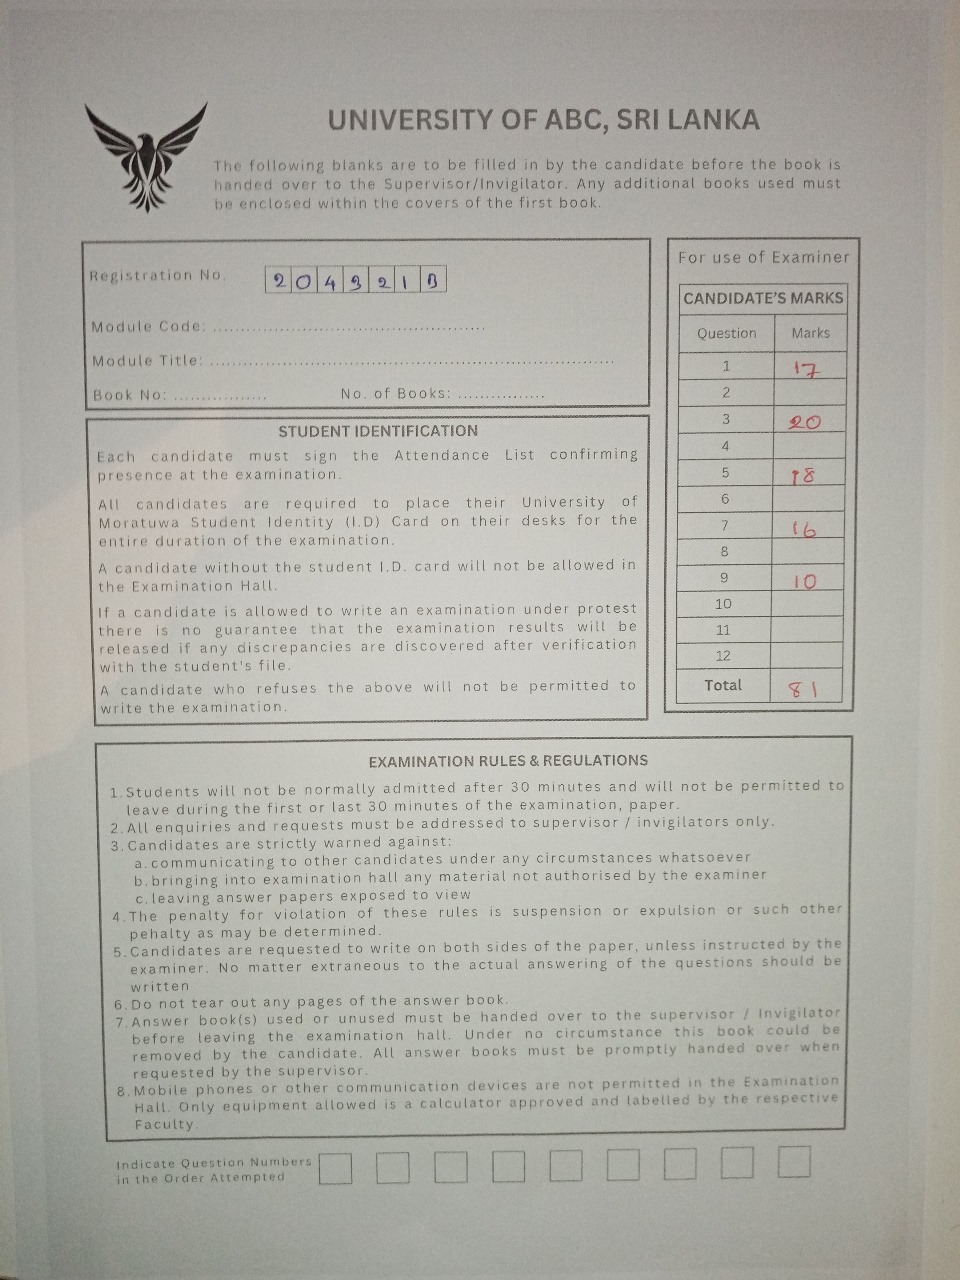 UNIVERSITY OF ABC, SRI LANKA
The following blanks are to be filled in by the candidate before the book is
handed over to the Supervisor/Invigilator. Any additional books used must
be enclosed within the covers of the first book.
Registration No. 204321B
Module Code: ................................................
Module Title: .......................................................................
Book No: ................. No. of Books: ................
STUDENT IDENTIFICATION
Each candidate must sign the Attendance List confirming
presence at the examination.
All candidates are required to place their University of
Moratuwa Student Identity (I.D) Card on their desks for the
entire duration of the examination.
A candidate without the student I.D. card will not be allowed in
the Examination Hall.
If a candidate is allowed to write an examination under protest
there is no guarantee that the examination results will be
released if any discrepancies are discovered after verification
with the student's file.
A candidate who refuses the above will not be permitted to
write the examination.
For use of Examiner
CANDIDATE'S MARKS
Question Marks
1 17
2
3 20
4
5 18
6
7 16
8
9 10
10
11
12
Total 81
EXAMINATION RULES & REGULATIONS
1. Students will not be normally admitted after 30 minutes and will not be permitted to
leave during the first or last 30 minutes of the examination, paper.
2. All enquiries and requests must be addressed to supervisor / invigilators only.
3. Candidates are strictly warned against:
a. communicating to other candidates under any circumstances whatsoever
b. bringing into examination hall any material not authorised by the examiner
c. leaving answer papers exposed to view
4. The penalty for violation of these rules is suspension or expulsion or such other
pehalty as may be determined.
5. Candidates are requested to write on both sides of the paper, unless instructed by the
examiner. No matter extraneous to the actual answering of the questions should be
written
6. Do not tear out any pages of the answer book.
7. Answer book(s) used or unused must be handed over to the supervisor / Invigilator
before leaving the examination hall. Under no circumstance this book could be
removed by the candidate. All answer books must be promptly handed over when
requested by the supervisor.
8. Mobile phones or other communication devices are not permitted in the Examination
Hall. Only equipment allowed is a calculator approved and labelled by the respective
Faculty.
Indicate Question Numbers
in the Order Attempted